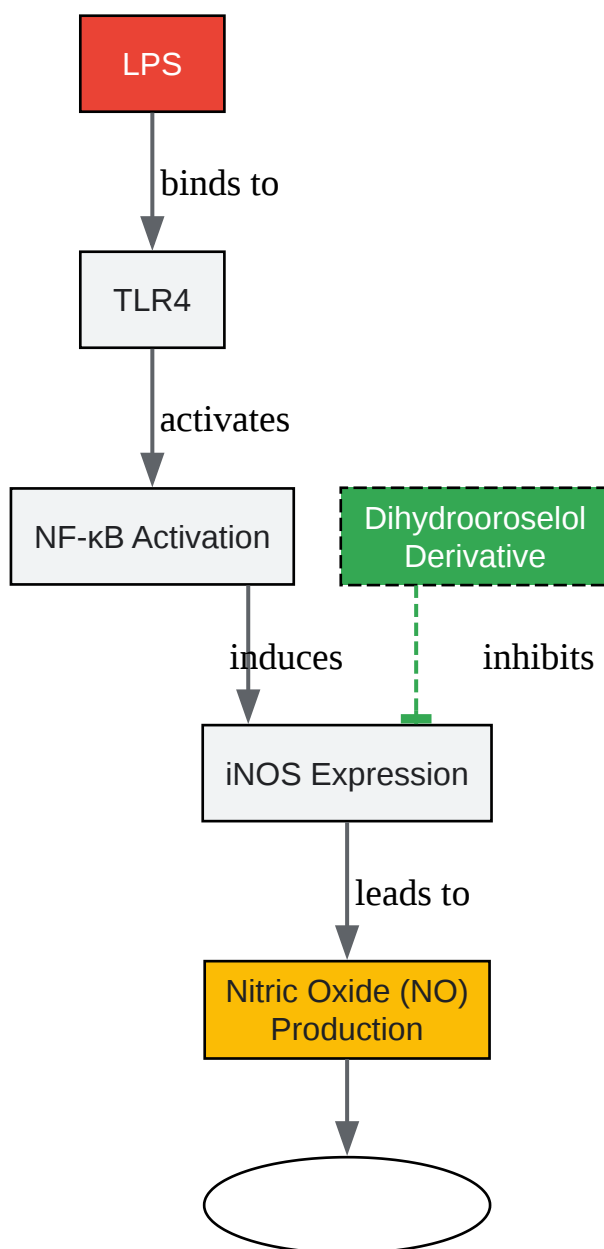 LPS
binds to
TLR4
activates
NF-κB Activation
Dihydrooroselol
Derivative
induces
inhibits
iNOS Expression
leads to
Nitric Oxide (NO)
Production